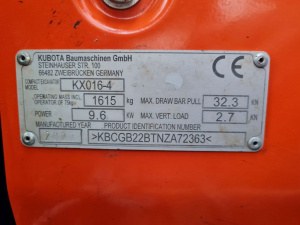 KUBOTA Baumaschinen GmbH
STEINHÄUSER STR. 100
66482 ZWEIBRÜCKEN GERMANY
COMPACT EXCAVATOR MODEL KX016-4
OPERATING MASS INCL. OPERATOR OF 75kg 1615 kg MAX. DRAW BAR PULL 32.3 kN
POWER 9.6 kW MAX. VERT. LOAD 2.7 kN
MANUFACTURED YEAR PRODUCT IDENTIFICATION NUMBER
>KBCGB22BTNZA72363<
CE